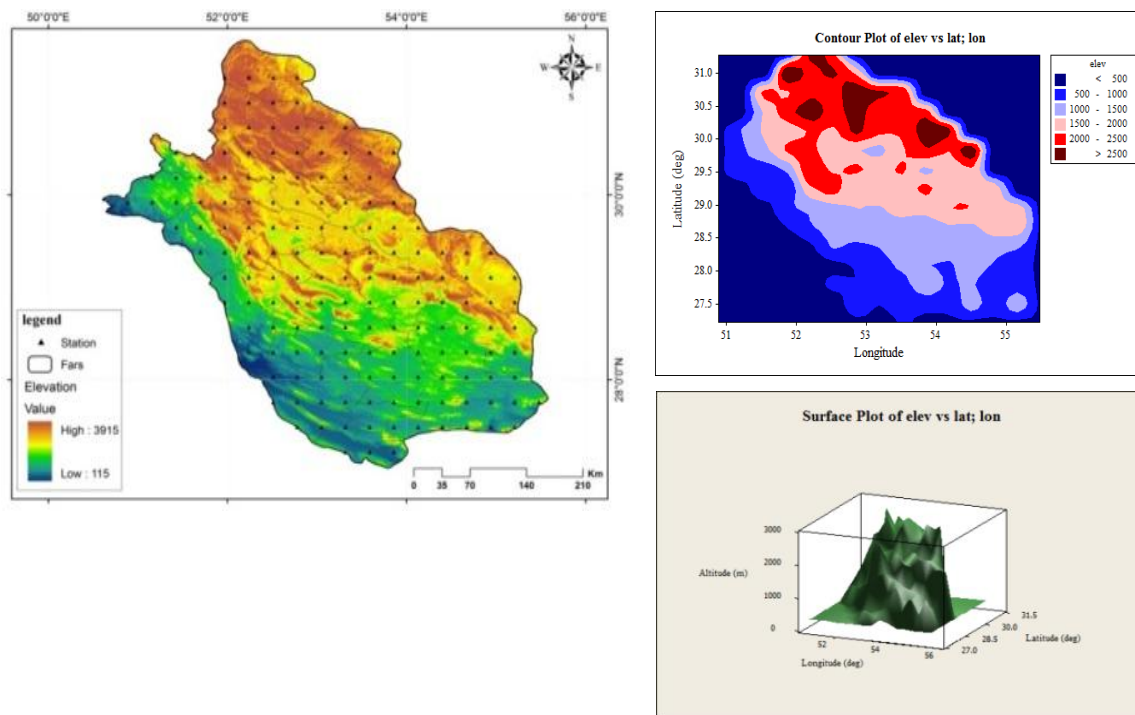 50°0'0"E 52°0'0"E 54°0'0"E 56°0'0"E
N
W E
S
30°0'0"N
28°0'0"N
legend
Station
Fars
Elevation
Value
High : 3915
Low : 115
Km
0 35 70 140 210
Contour Plot of elev vs lat; lon
31.0
30.5
30.0
29.5
29.0
28.5
28.0
27.5
Latitude (deg)
51 52 53 54 55
Longitude
elev
< 500
500 - 1000
1000 - 1500
1500 - 2000
2000 - 2500
> 2500
Surface Plot of elev vs lat; lon
3000
2000
1000
0
Altitude (m)
52 54 56
Longitude (deg)
27.0 28.5 30.0 31.5
Latitude (deg)